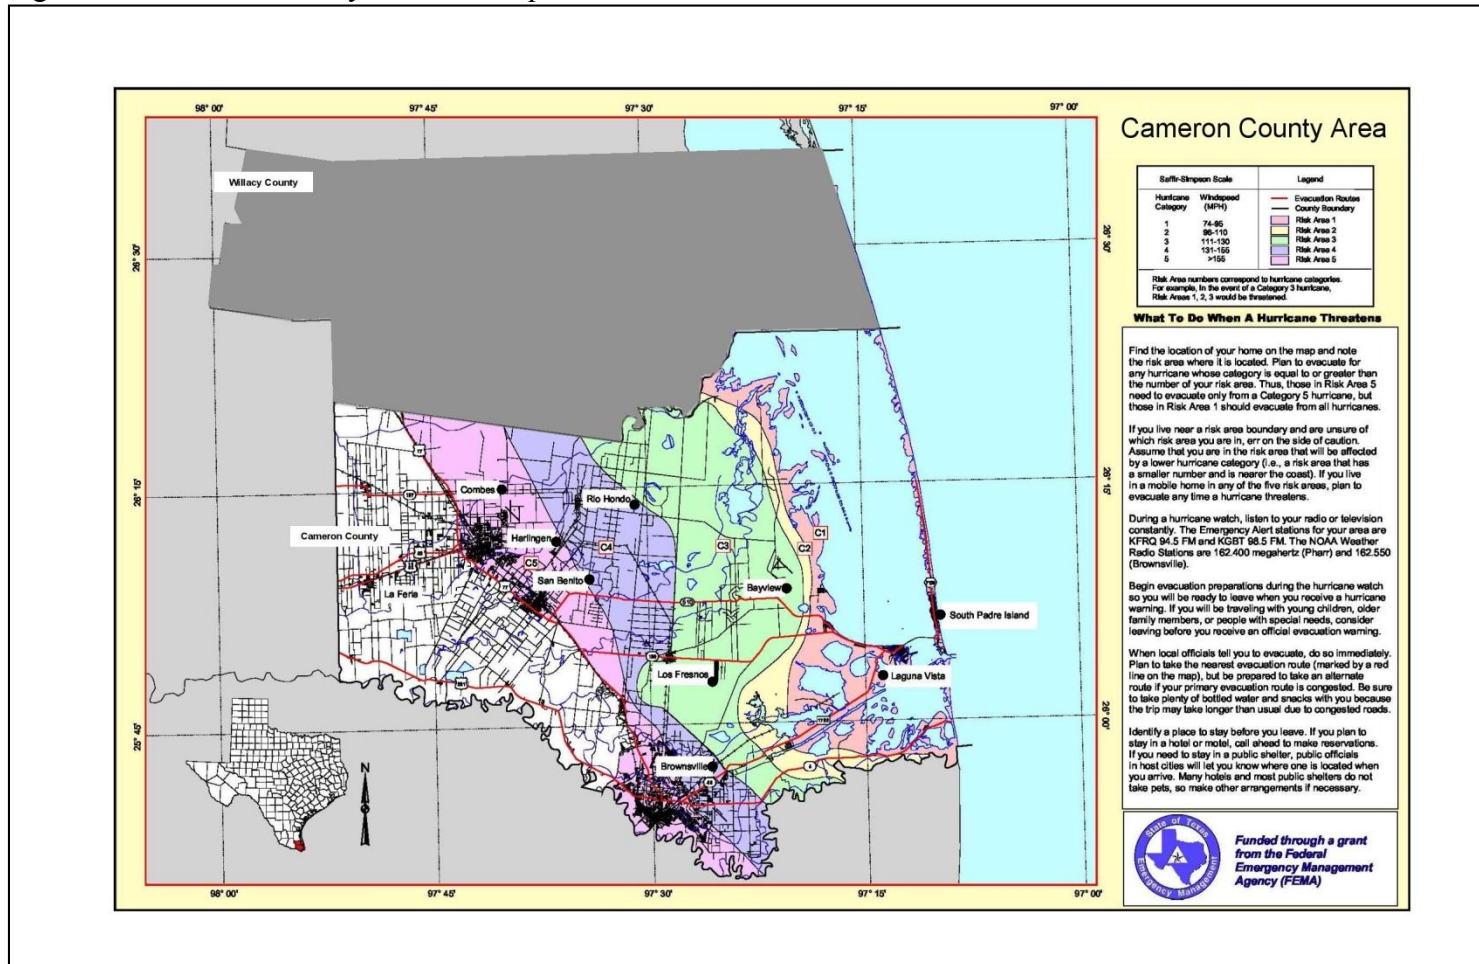 98° 00'
97° 45'
97° 30'
97° 15'
97° 00'
Cameron County Area
Willacy County
Saffir-Simpson Scale
Legend
Hurricane Category
Windspeed (MPH)
1 74-95
2 96-110
3 111-130
4 131-155
5 >155
Evacuation Routes
County Boundary
Risk Area 1
Risk Area 2
Risk Area 3
Risk Area 4
Risk Area 5
Risk Area numbers correspond to hurricane categories.
For example, in the event of a Category 3 hurricane,
Risk Areas 1, 2, 3 would be threatened.
What To Do When A Hurricane Threatens
Find the location of your home on the map and note
the risk area where it is located. Plan to evacuate for
any hurricane whose category is equal to or greater than
the number of your risk area. Thus, those in Risk Area 5
need to evacuate only from a Category 5 hurricane, but
those in Risk Area 1 should evacuate from all hurricanes.
If you live near a risk area boundary and are unsure of
which risk area you are in, err on the side of caution.
Assume that you are in the risk area that will be affected
by a lower hurricane category (i.e., a risk area that has
a smaller number and is nearer the coast). If you live
in a mobile home in any of the five risk areas, plan to
evacuate any time a hurricane threatens.
During a hurricane watch, listen to your radio or television
constantly. The Emergency Alert stations for your area are
KFRQ 94.5 FM and KGBT 98.5 FM. The NOAA Weather
Radio Stations are 162.400 megahertz (Pharr) and 162.550
(Brownsville).
Begin evacuation preparations during the hurricane watch
so you will be ready to leave when you receive a hurricane
warning. If you will be traveling with young children, older
family members, or people with special needs, consider
leaving before you receive an official evacuation warning.
When local officials tell you to evacuate, do so immediately.
Plan to take the nearest evacuation route (marked by a red
line on the map), but be prepared to take an alternate
route if your primary evacuation route is congested. Be sure
to take plenty of bottled water and snacks with you because
the trip may take longer than usual due to congested roads.
Identify a place to stay before you leave. If you plan to
stay in a hotel or motel, call ahead to make reservations.
If you need to stay in a public shelter, public officials
in host cities will let you know where one is located when
you arrive. Many hotels and most public shelters do not
take pets, so make other arrangements if necessary.
State of Texas
Emergency Management
Funded through a grant
from the Federal
Emergency Management
Agency (FEMA)
26° 30'
26° 30'
26° 15'
26° 15'
26° 00'
25° 45'
Combes
Rio Hondo
Cameron County
Harlingen
C5
C4
C3
C2
C1
San Benito
La Feria
Bayview
South Padre Island
Los Fresnos
Laguna Vista
Brownsville
N
98° 00'
97° 45'
97° 30'
97° 15'
97° 00'